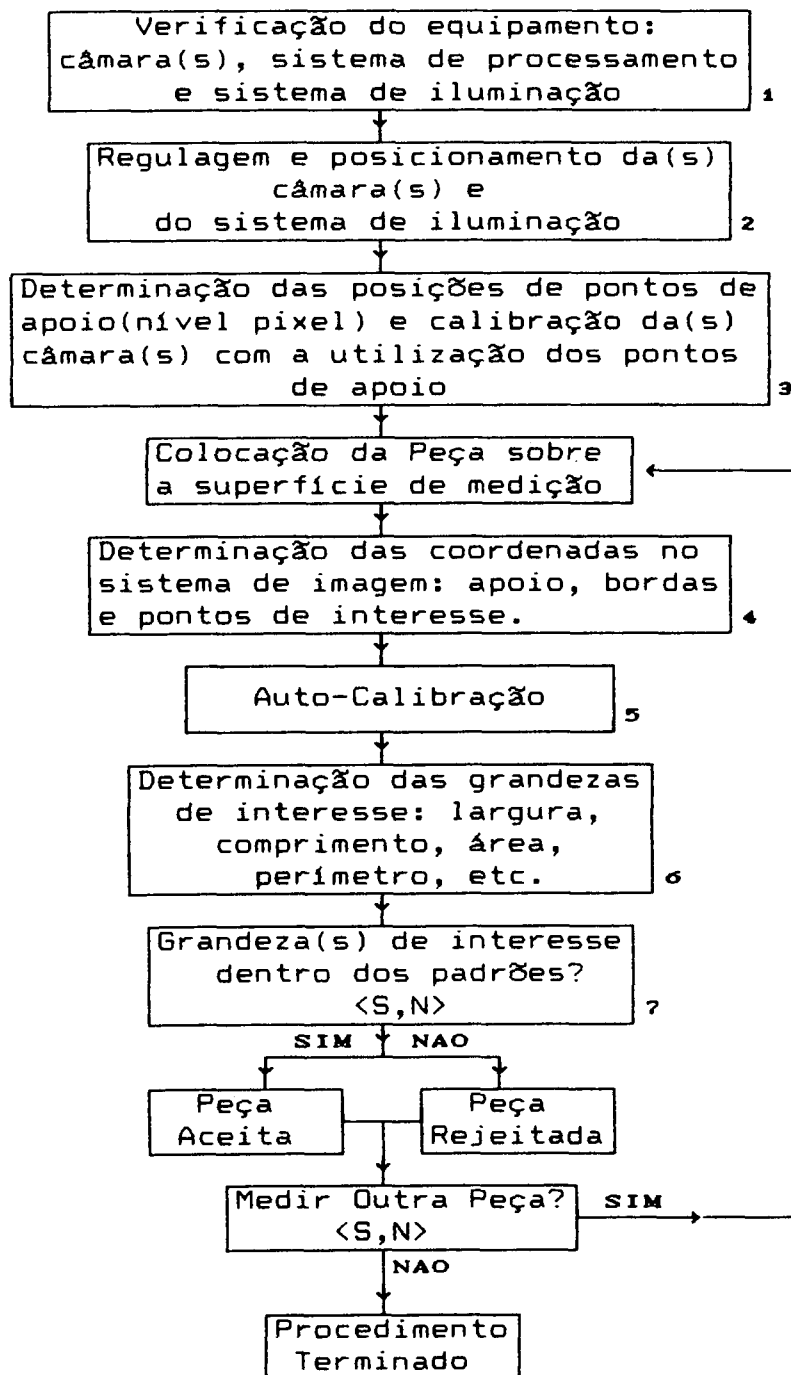 Verificação do equipamento:
câmara(s), sistema de processamento
e sistema de iluminação
1
Regulagem e posicionamento da(s)
câmara(s) e
do sistema de iluminação
2
Determinação das posições de pontos de
apoio(nível pixel) e calibração da(s)
câmara(s) com a utilização dos pontos
de apoio
3
Colocação da Peça sobre
a superfície de medição
Determinação das coordenadas no
sistema de imagem: apoio, bordas
e pontos de interesse.
4
Auto-Calibração
5
Determinação das grandezas
de interesse: largura,
comprimento, área,
perímetro, etc.
6
Grandeza(s) de interesse
dentro dos padrões?
<S,N>
7
SIM NAO
Peça
Aceita
Peça
Rejeitada
Medir Outra Peça?
<S,N>
SIM
NAO
Procedimento
Terminado